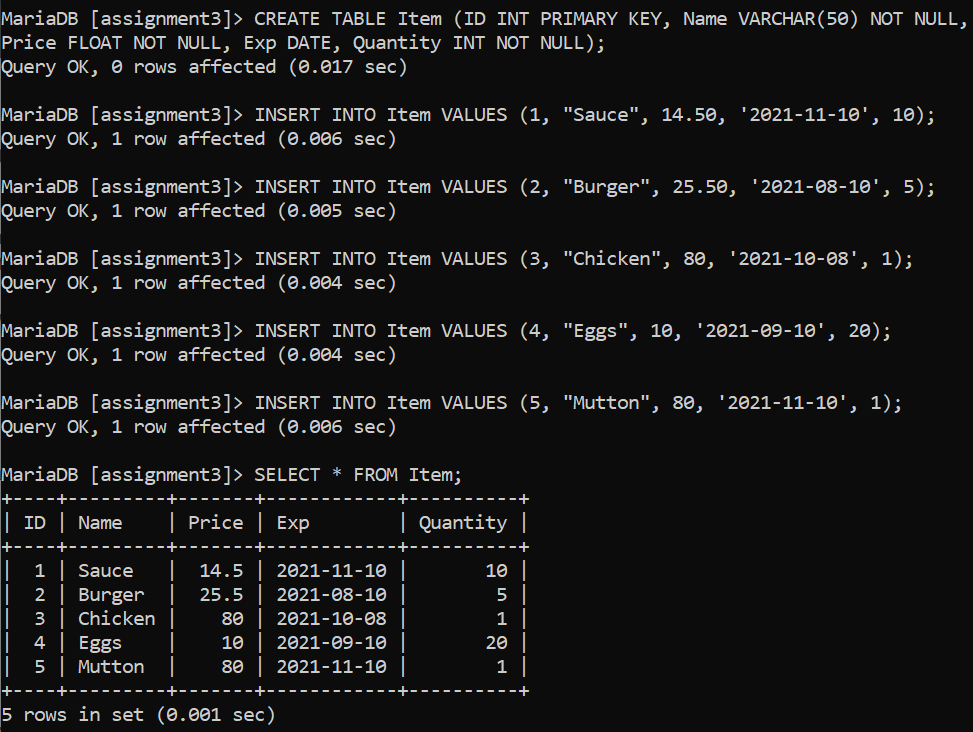 MariaDB [assignment3]> CREATE TABLE Item (ID INT PRIMARY KEY, Name VARCHAR(50) NOT NULL,
Price FLOAT NOT NULL, Exp DATE, Quantity INT NOT NULL);
Query OK, 0 rows affected (0.017 sec)

MariaDB [assignment3]> INSERT INTO Item VALUES (1, "Sauce", 14.50, '2021-11-10', 10);
Query OK, 1 row affected (0.006 sec)

MariaDB [assignment3]> INSERT INTO Item VALUES (2, "Burger", 25.50, '2021-08-10', 5);
Query OK, 1 row affected (0.005 sec)

MariaDB [assignment3]> INSERT INTO Item VALUES (3, "Chicken", 80, '2021-10-08', 1);
Query OK, 1 row affected (0.004 sec)

MariaDB [assignment3]> INSERT INTO Item VALUES (4, "Eggs", 10, '2021-09-10', 20);
Query OK, 1 row affected (0.004 sec)

MariaDB [assignment3]> INSERT INTO Item VALUES (5, "Mutton", 80, '2021-11-10', 1);
Query OK, 1 row affected (0.006 sec)

MariaDB [assignment3]> SELECT * FROM Item;
+----+---------+-------+------------+----------+
| ID | Name    | Price | Exp        | Quantity |
+----+---------+-------+------------+----------+
|  1 | Sauce   |  14.5 | 2021-11-10 |       10 |
|  2 | Burger  |  25.5 | 2021-08-10 |        5 |
|  3 | Chicken |    80 | 2021-10-08 |        1 |
|  4 | Eggs    |    10 | 2021-09-10 |       20 |
|  5 | Mutton  |    80 | 2021-11-10 |        1 |
+----+---------+-------+------------+----------+
5 rows in set (0.001 sec)